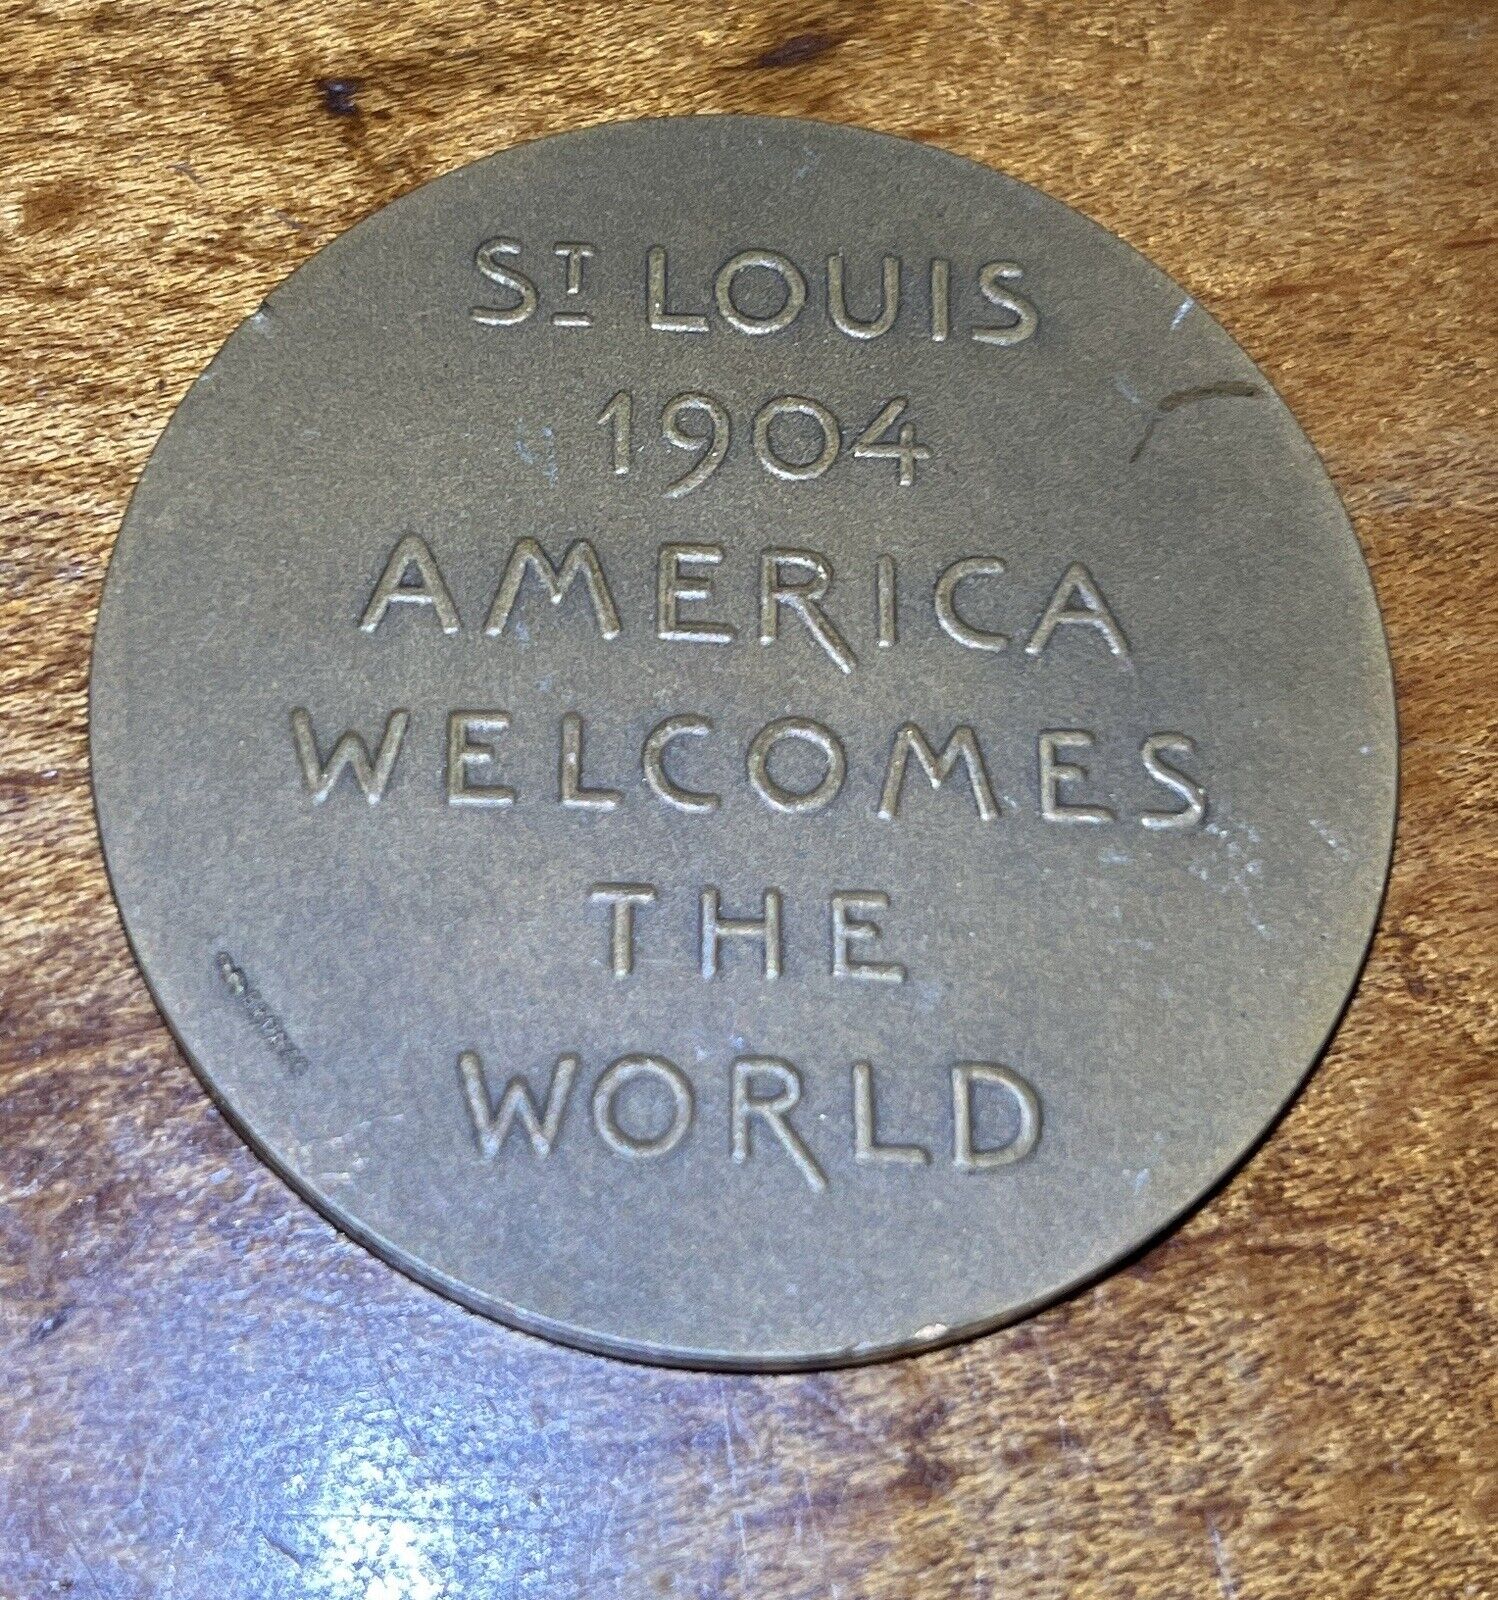 ST LOUIS
1904
AMERICA
WELCOMES
THE
WORLD